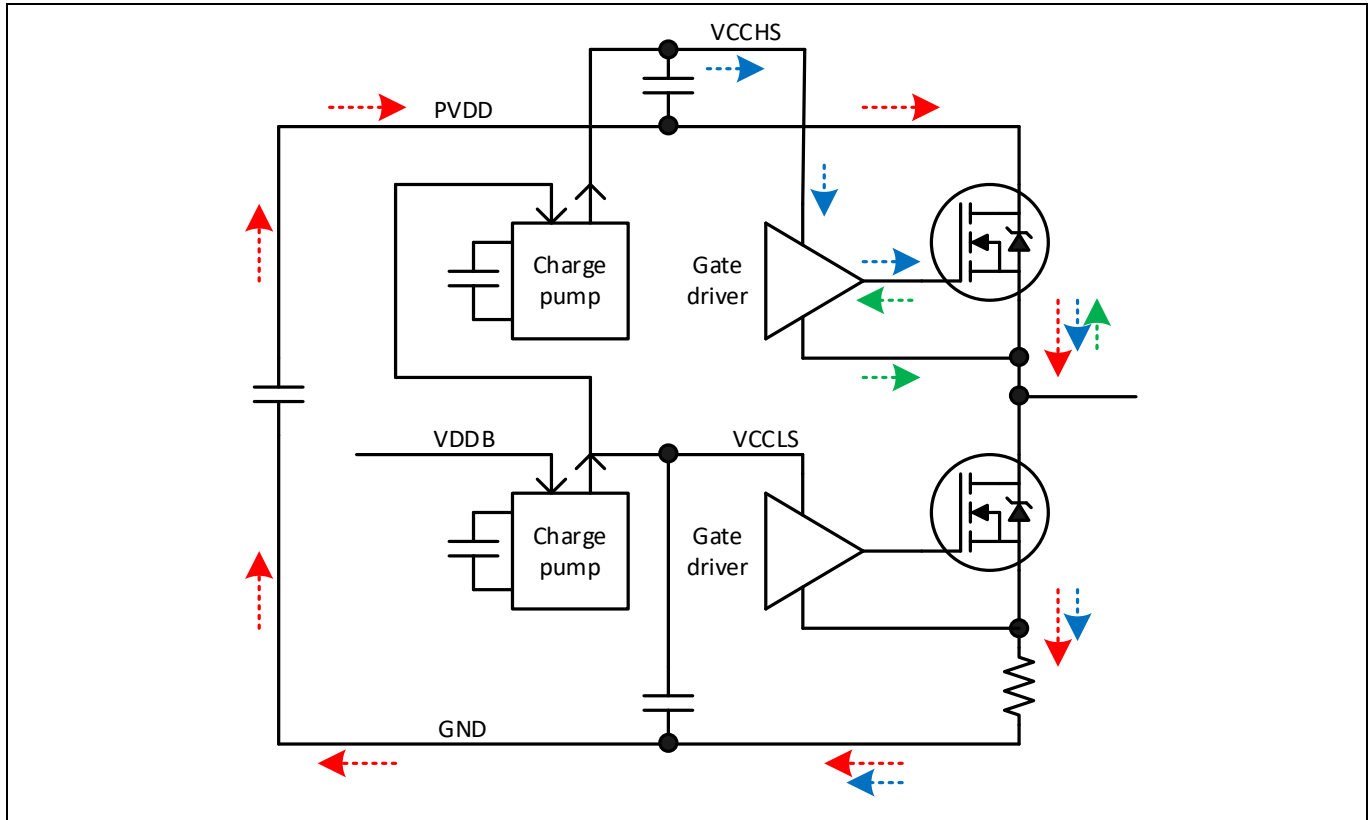 VCCHS
PVDD
Charge
pump
Gate
driver
VDDB
VCCLS
Charge
pump
Gate
driver
GND